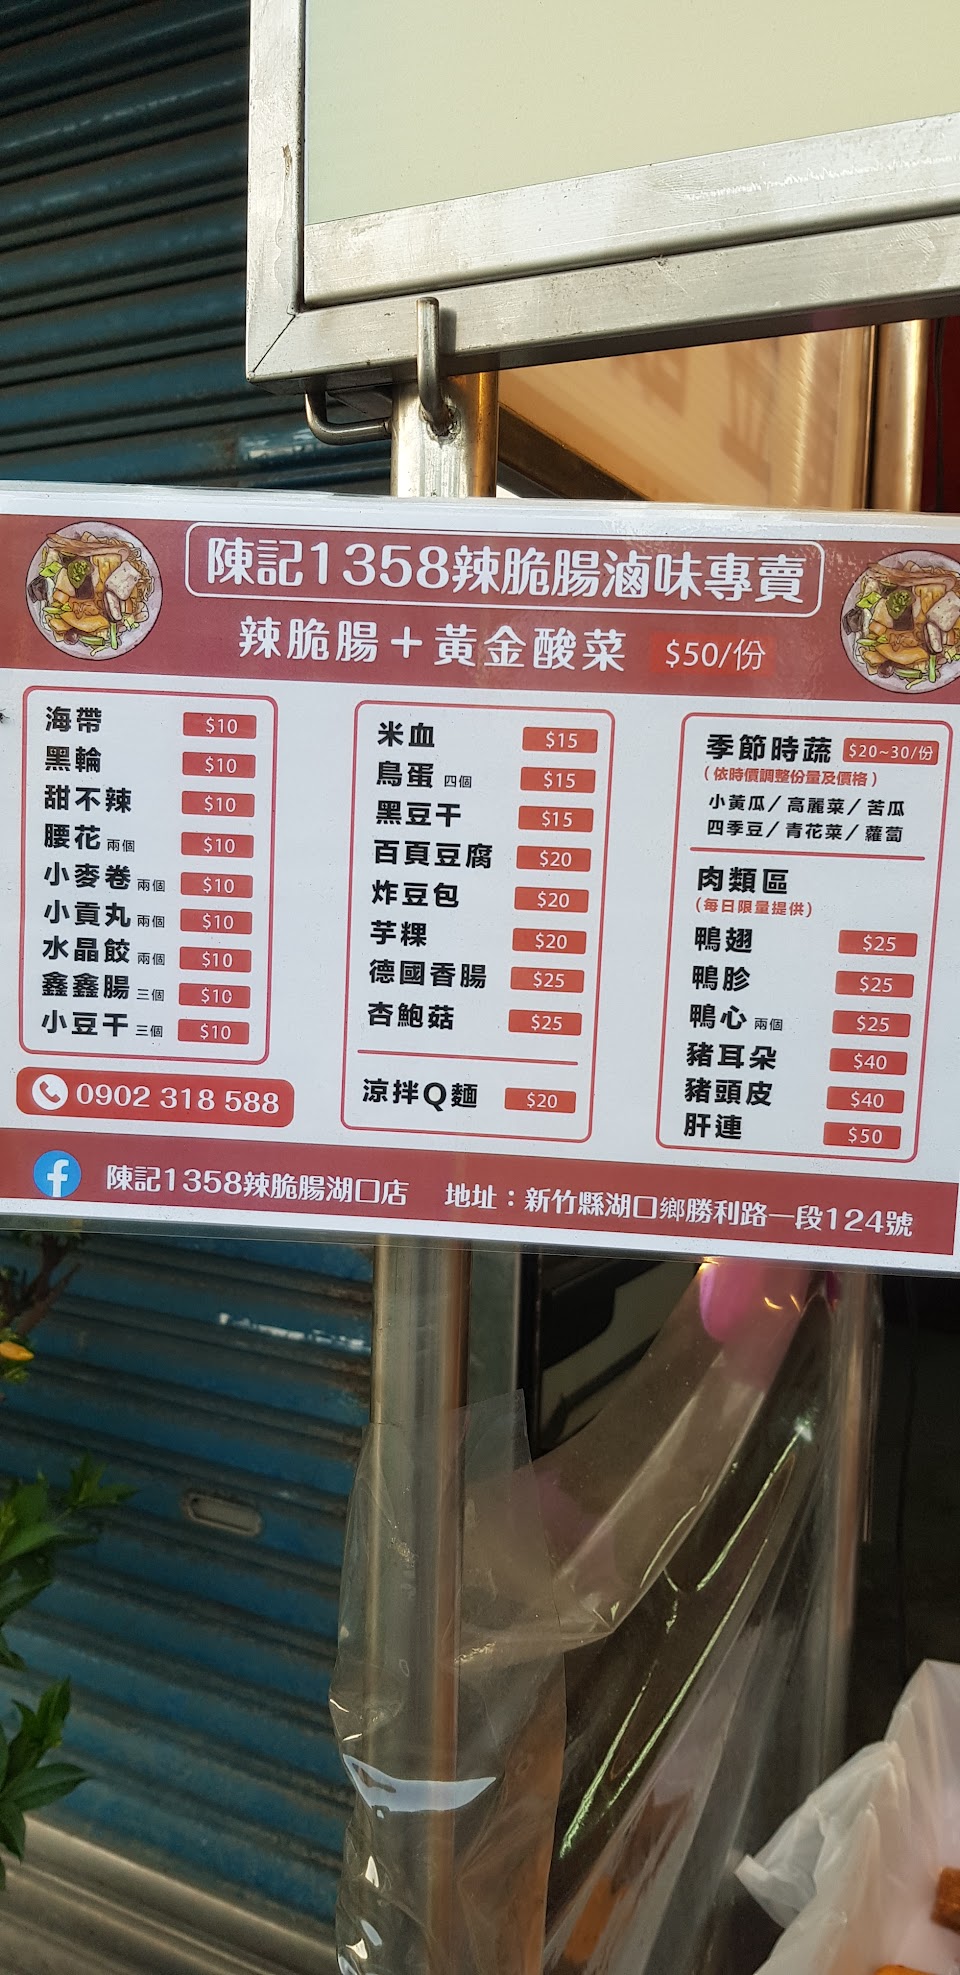 陳記1358辣脆腸滷味專賣
辣脆腸＋黃金酸菜 $50/份
海帶 $10
黑輪 $10
甜不辣 $10
腰花 兩個 $10
小麥卷 兩個 $10
小貢丸 兩個 $10
水晶餃 兩個 $10
鑫鑫腸 三個 $10
小豆干 三個 $10
0902 318 588
米血 $15
鳥蛋 四個 $15
黑豆干 $15
百頁豆腐 $20
炸豆包 $20
芋粿 $20
德國香腸 $25
杏鮑菇 $25
涼拌Q麵 $20
季節時蔬 $20~30/份
（依時價調整份量及價格）
小黃瓜/高麗菜/苦瓜
四季豆/青花菜/蘿蔔
肉類區
（每日限量提供）
鴨翅 $25
鴨胗 $25
鴨心 兩個 $25
豬耳朵 $40
豬頭皮 $40
肝連 $50
陳記1358辣脆腸湖口店 地址：新竹縣湖口鄉勝利路一段124號